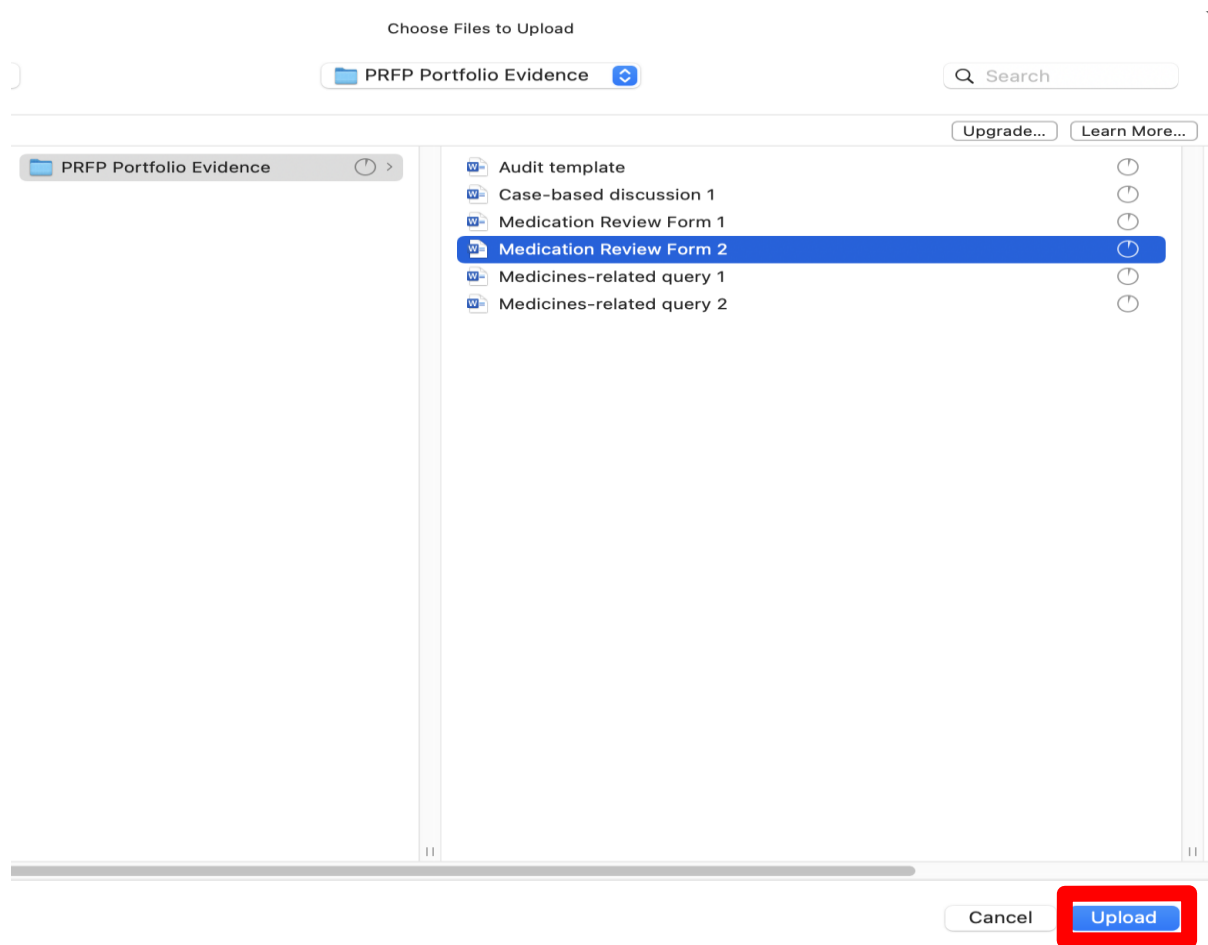 Choose Files to Upload
PRFP Portfolio Evidence
Search
Upgrade...
Learn More...
PRFP Portfolio Evidence
Audit template
Case-based discussion 1
Medication Review Form 1
Medication Review Form 2
Medicines-related query 1
Medicines-related query 2
Cancel
Upload